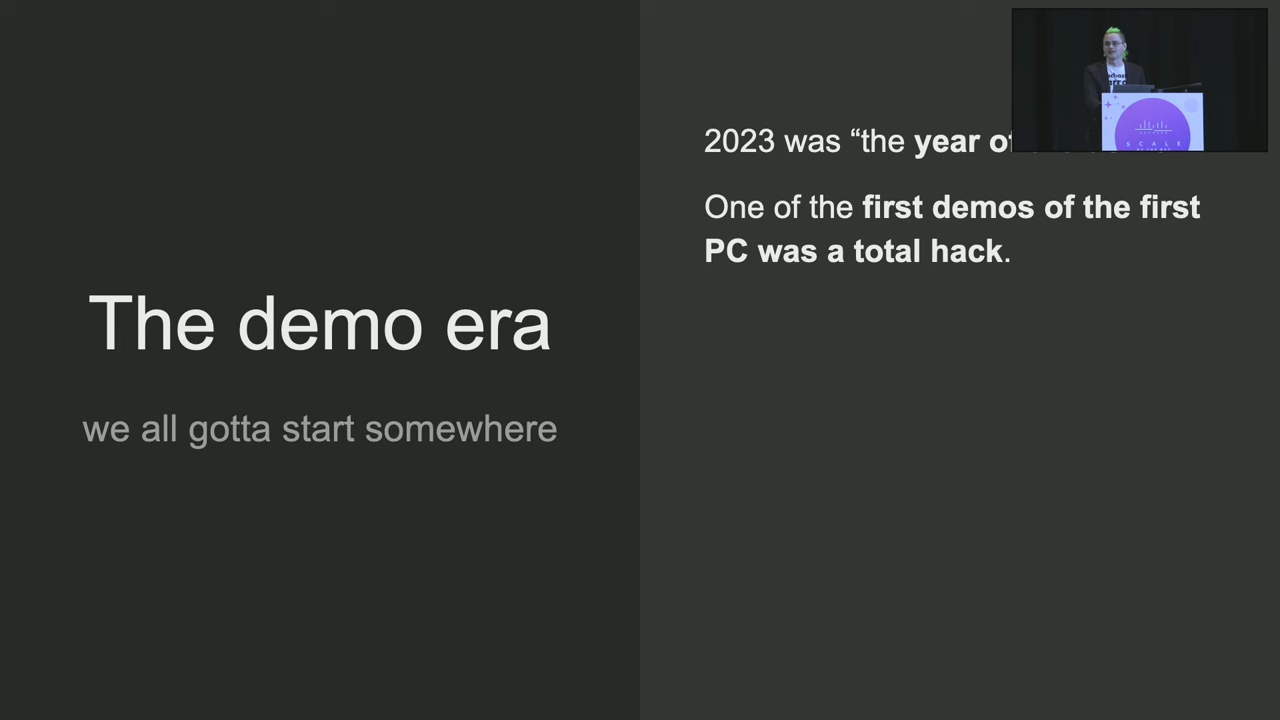 The demo era
we all gotta start somewhere
2023 was “the year of
One of the first demos of the first
PC was a total hack.
SCALE